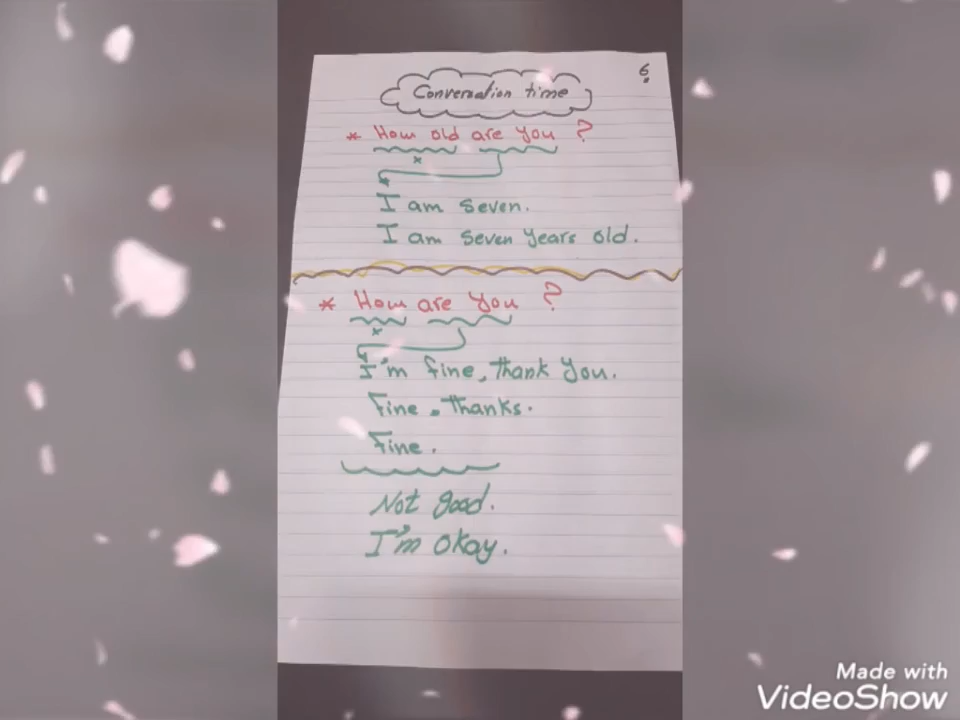 6
Conversation time
* How old are you ?
x
I am seven.
I am seven years old.
* How are you ?
x
I'm fine, thank you.
Fine, thanks.
Fine.
Not good.
I'm okay.
Made with
VideoShow